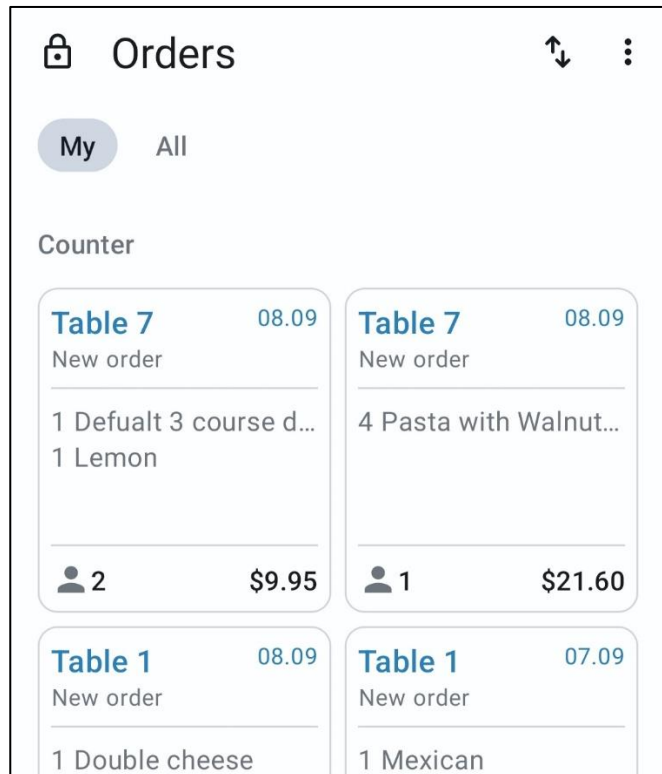 Orders
My All
Counter
Table 7 08.09
New order
1 Defualt 3 course d...
1 Lemon
2 $9.95
Table 7 08.09
New order
4 Pasta with Walnut...
1 $21.60
Table 1 08.09
New order
1 Double cheese
Table 1 07.09
New order
1 Mexican